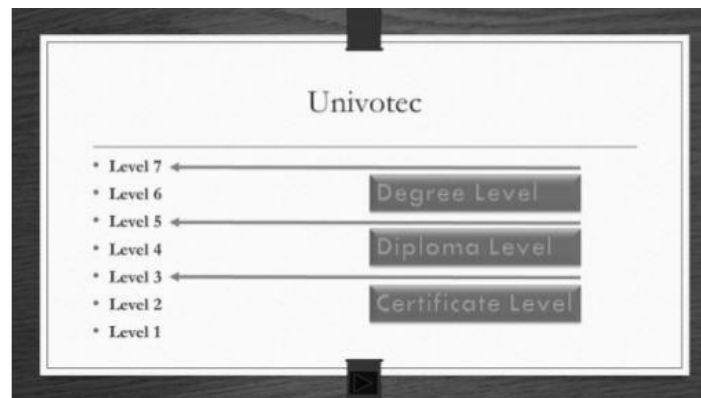 Univotec
• Level 7
• Level 6
Degree Level
• Level 5
• Level 4
Diploma Level
• Level 3
• Level 2
Certificate Level
• Level 1